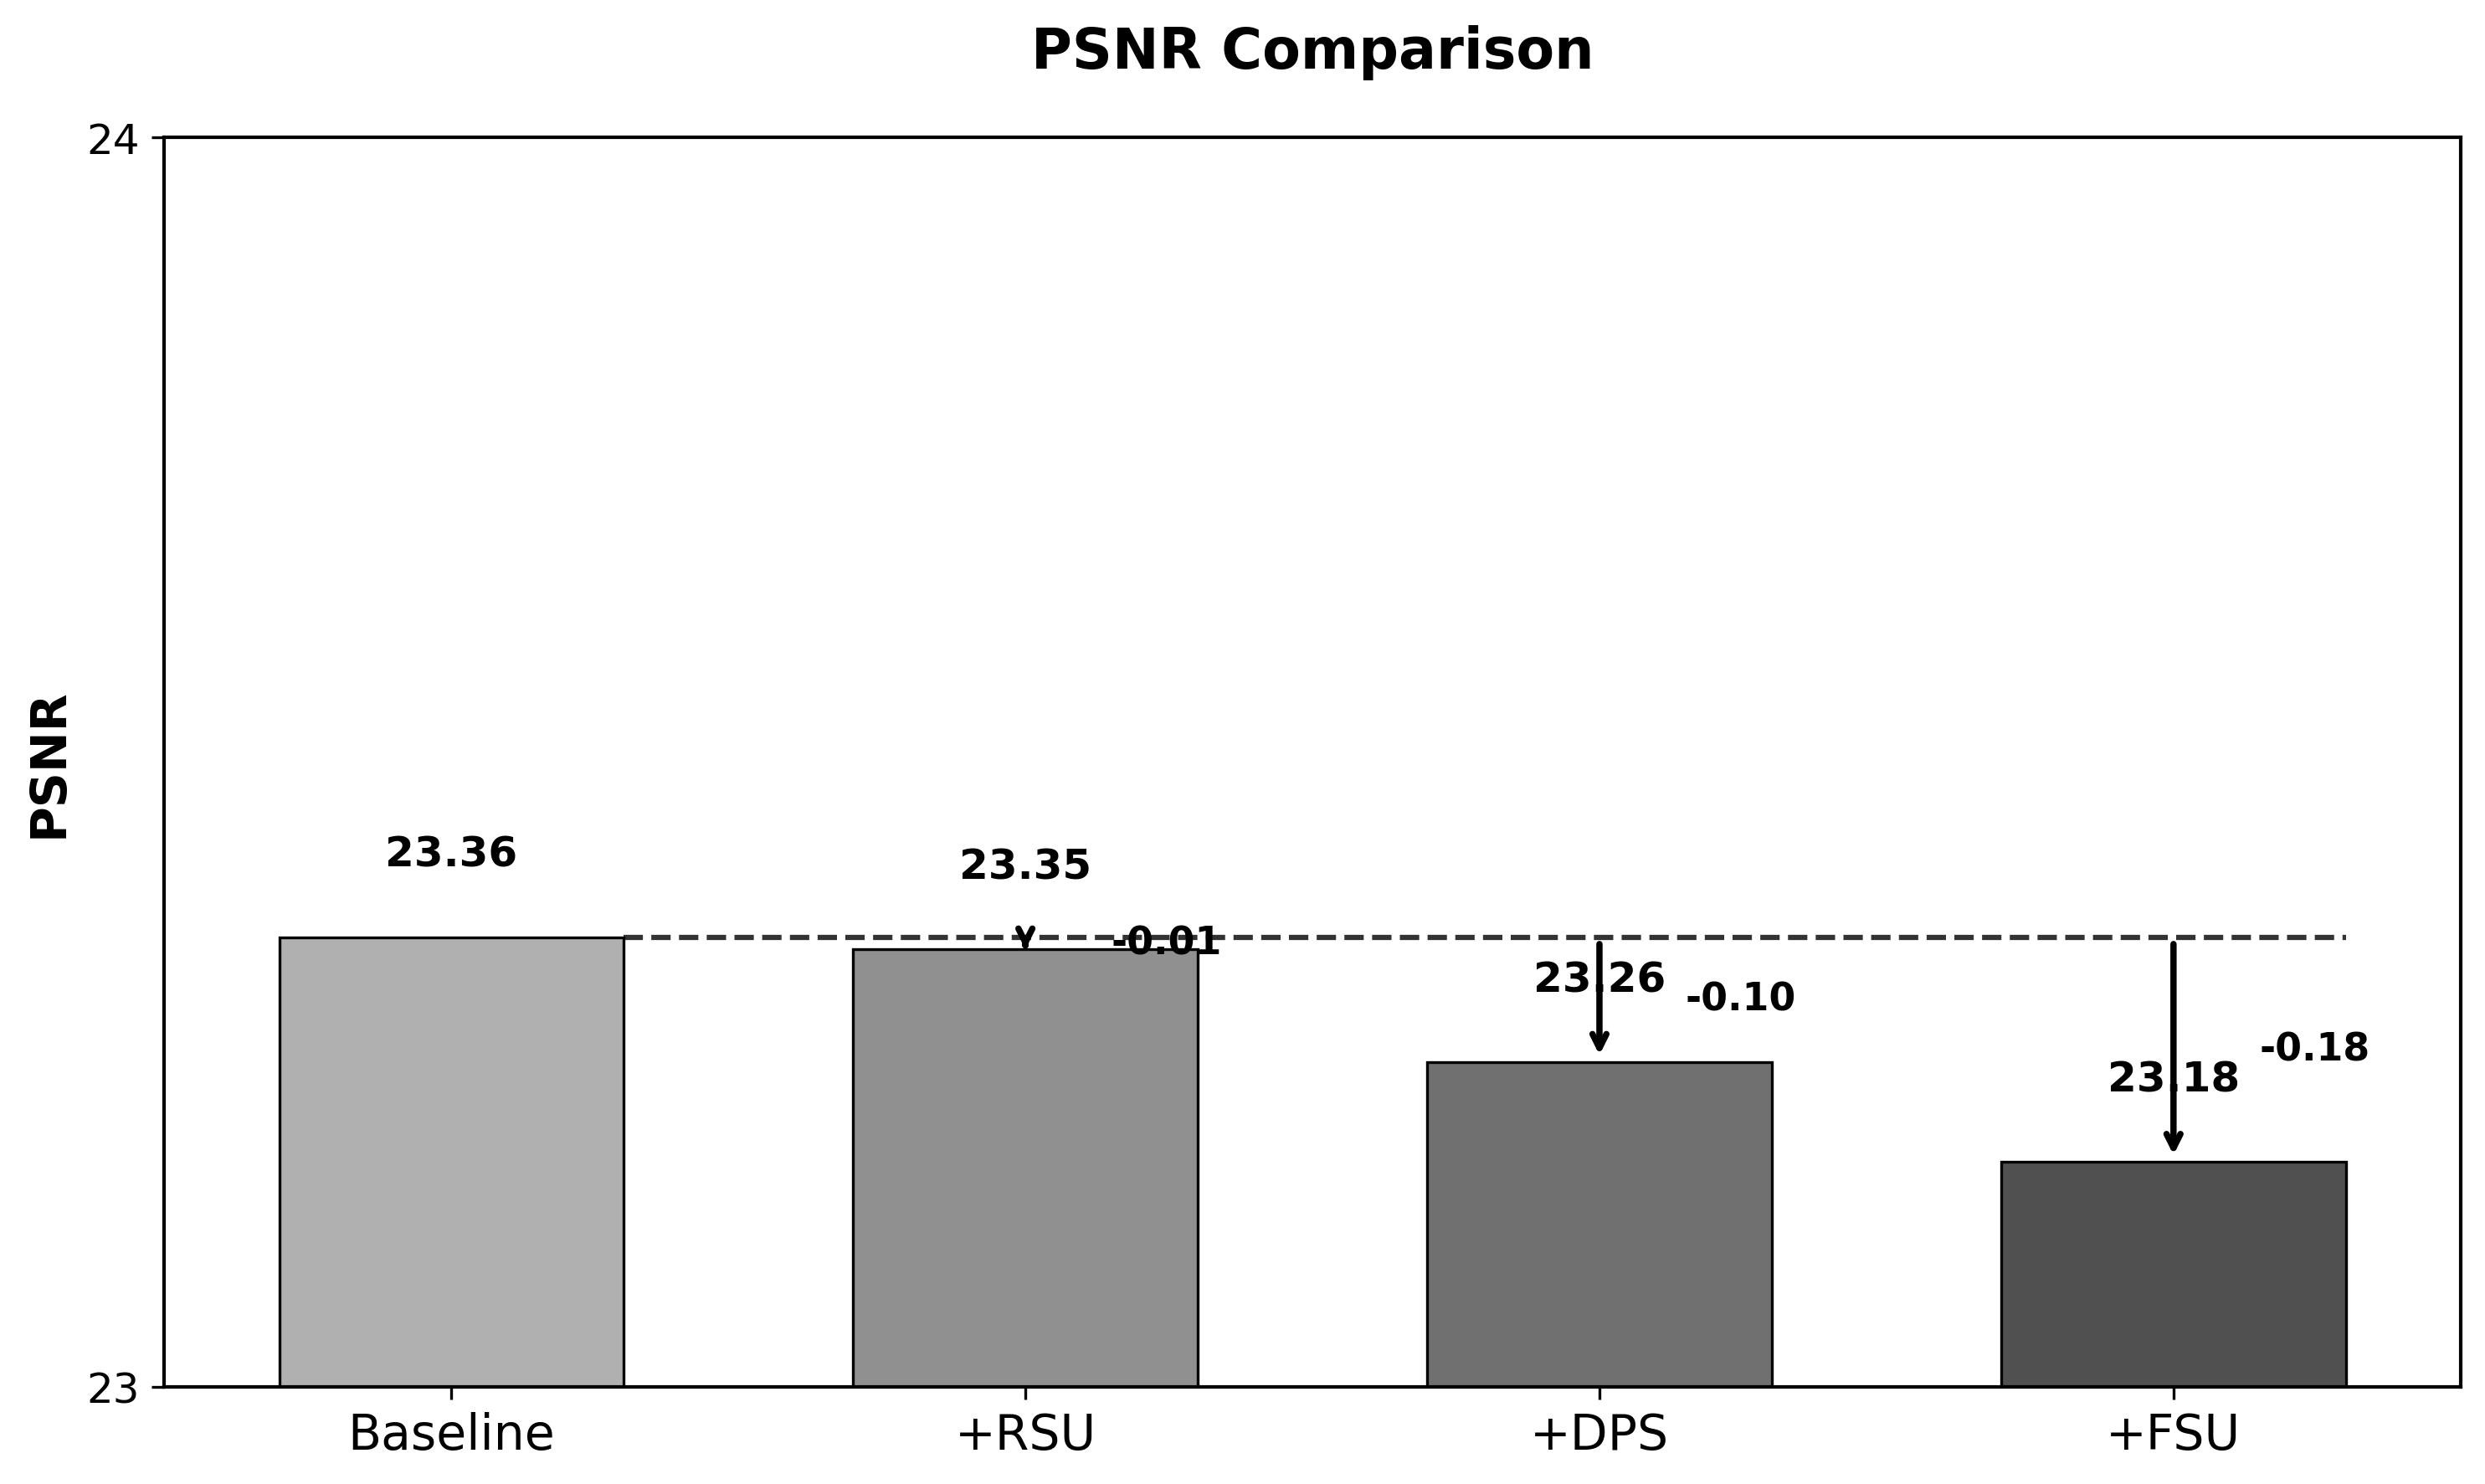 PSNR Comparison
24
PSNR
23.36
23.35
-0.01
23.26
-0.10
23.18
-0.18
23
Baseline
+RSU
+DPS
+FSU